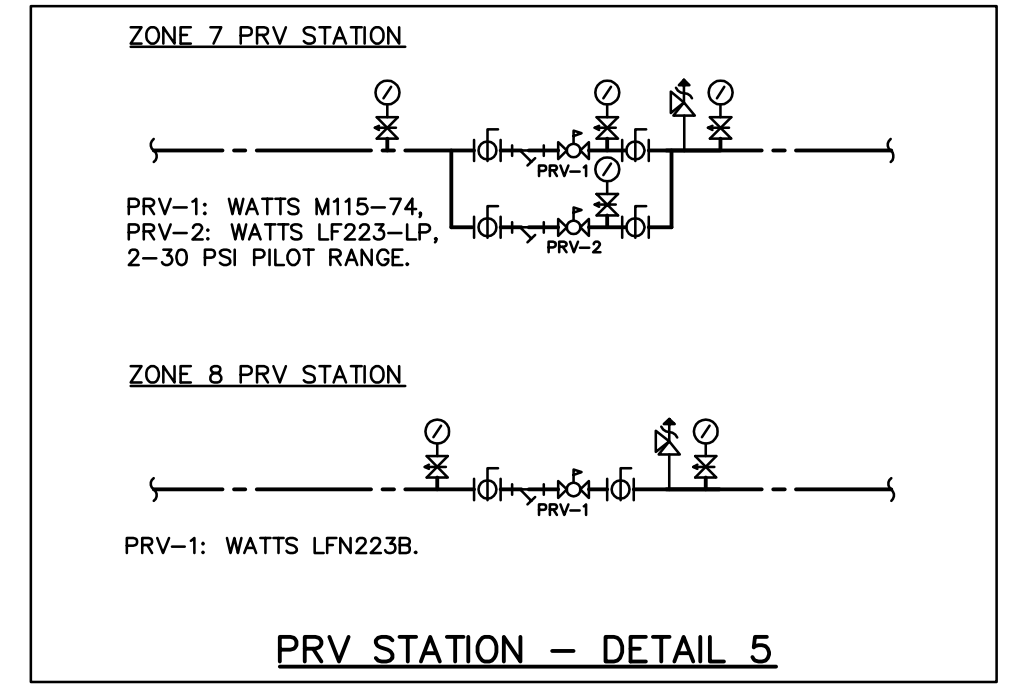 ZONE 7 PRV STATION
PRV-1
PRV-1: WATTS M115-74,
PRV-2: WATTS LF223-LP,
2-30 PSI PILOT RANGE.
PRV-2
ZONE 8 PRV STATION
PRV-1
PRV-1: WATTS LFN223B.
PRV STATION - DETAIL 5